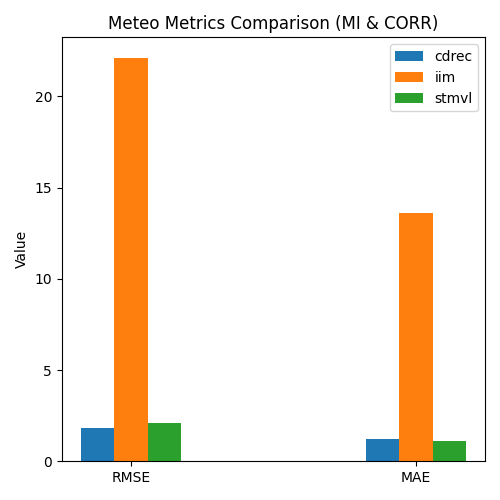 Meteo Metrics Comparison (MI & CORR)
cdrec
iim
stmvl
Value
20
15
10
5
0
RMSE
MAE